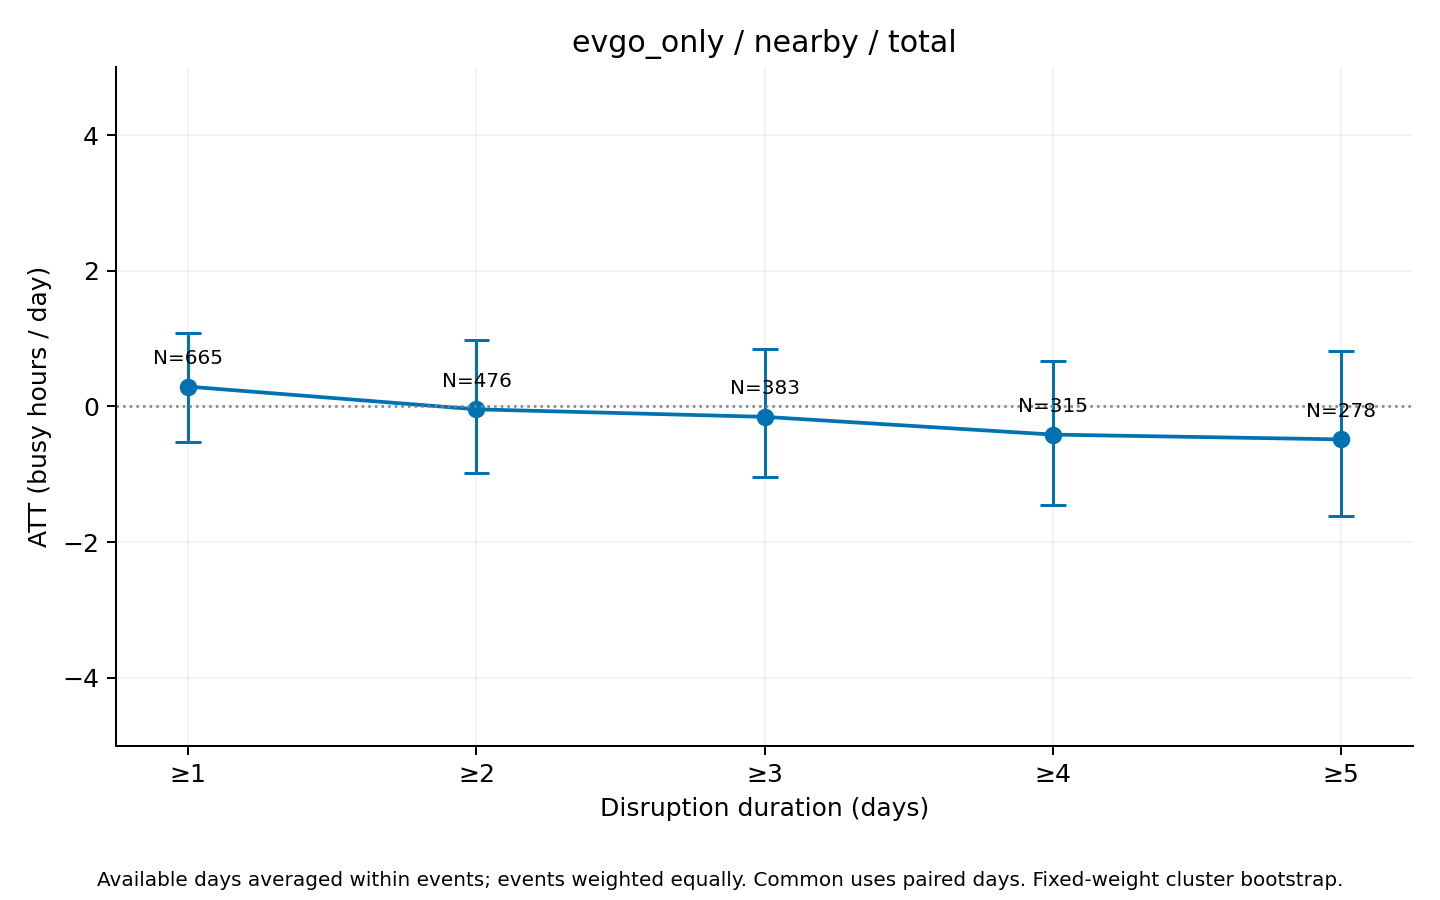 evgo_only / nearby / total
ATT (busy hours / day)
4
2
0
−2
−4
N=665
N=476
N=383
N=315
N=278
≥1
≥2
≥3
≥4
≥5
Disruption duration (days)
Available days averaged within events; events weighted equally. Common uses paired days. Fixed-weight cluster bootstrap.